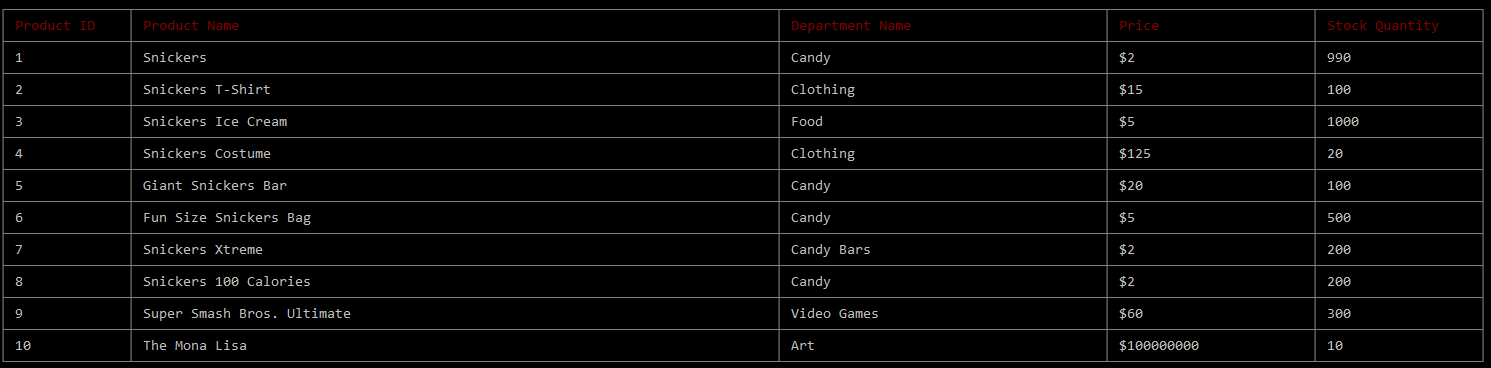 Product ID Product Name Department Name Price Stock Quantity
1 Snickers Candy $2 990
2 Snickers T-Shirt Clothing $15 100
3 Snickers Ice Cream Food $5 1000
4 Snickers Costume Clothing $125 20
5 Giant Snickers Bar Candy $20 100
6 Fun Size Snickers Bag Candy $5 500
7 Snickers Xtreme Candy Bars $2 200
8 Snickers 100 Calories Candy $2 200
9 Super Smash Bros. Ultimate Video Games $60 300
10 The Mona Lisa Art $100000000 10